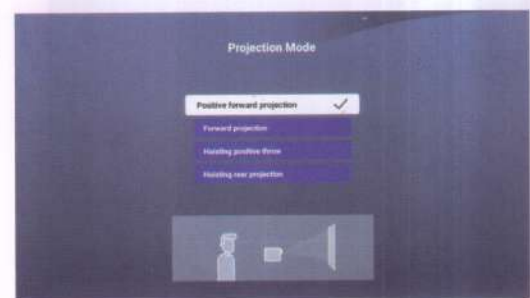 Projection Mode
Positive forward projection
Forward projection
Hoisting positive throw
Hoisting rear projection